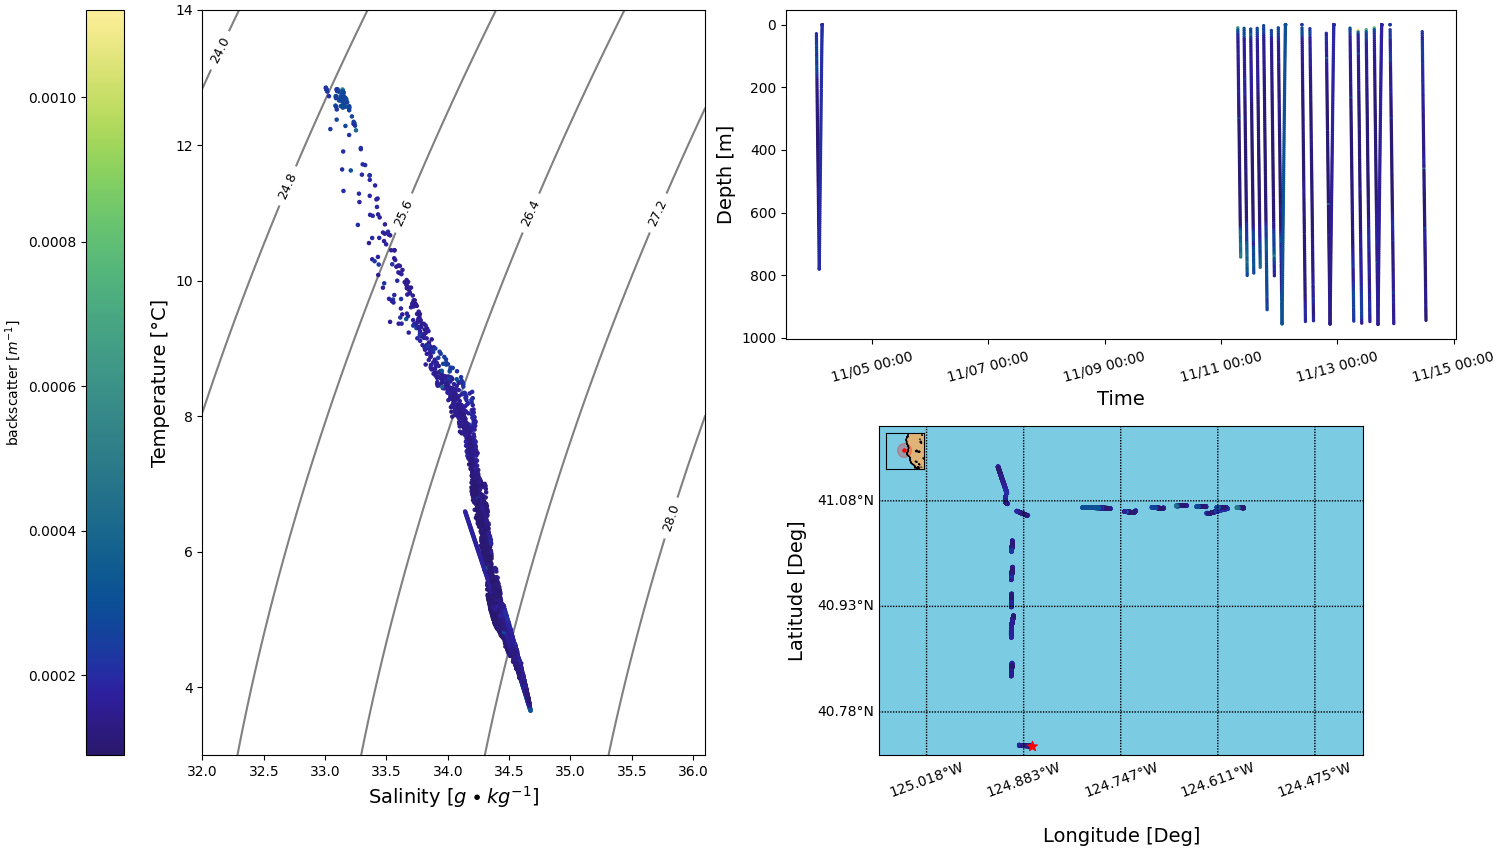 0.0010
0.0008
0.0006
0.0004
0.0002
backscatter [m⁻¹]
14
12
10
8
6
4
Temperature [°C]
24.0
24.8
25.6
26.4
27.2
28.0
32.0 32.5 33.0 33.5 34.0 34.5 35.0 35.5 36.0
Salinity [g • kg⁻¹]
0
200
400
600
800
1000
Depth [m]
11/05 00:00 11/07 00:00 11/09 00:00 11/11 00:00 11/13 00:00 11/15 00:00
Time
41.08°N
40.93°N
40.78°N
Latitude [Deg]
125.018°W 124.883°W 124.747°W 124.611°W 124.475°W
Longitude [Deg]